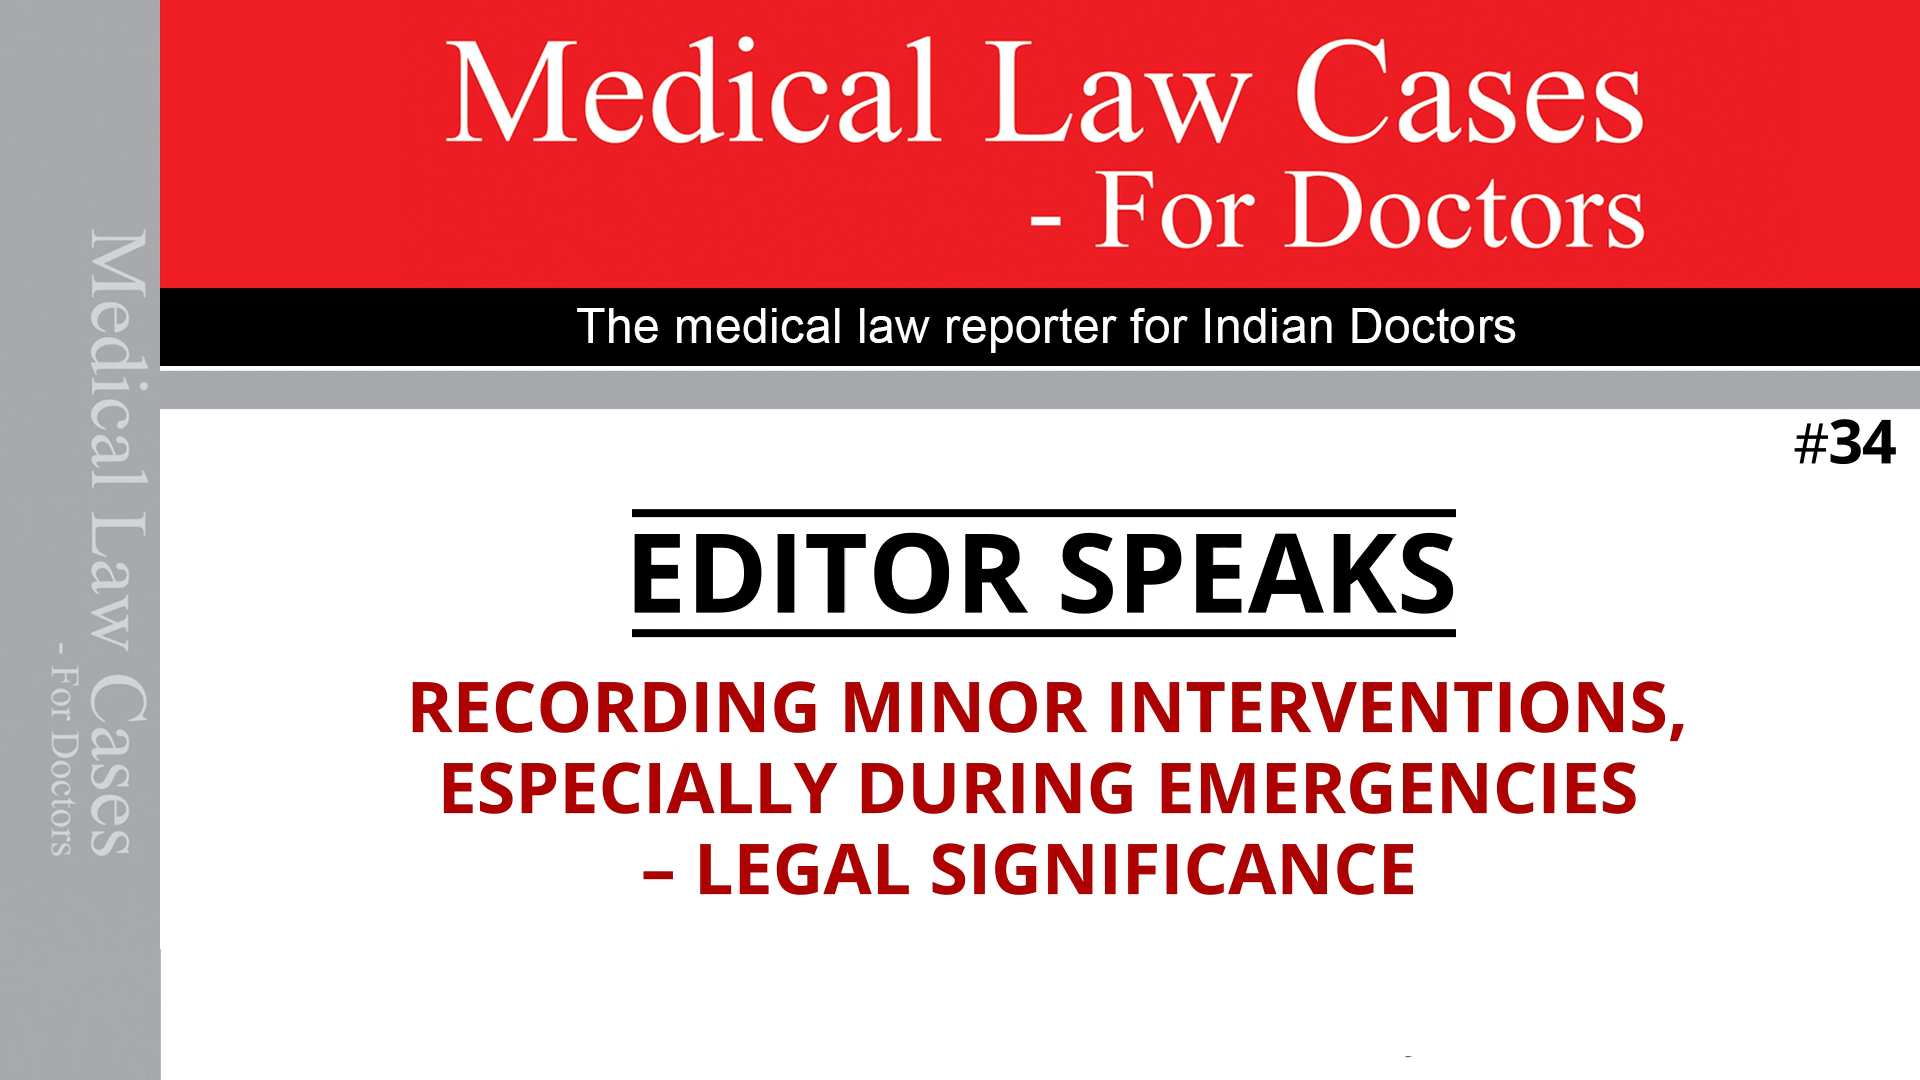 Medical Law Cases
- For Doctors
The medical law reporter for Indian Doctors
Medical Law Cases
- For Doctors
#34
EDITOR SPEAKS
RECORDING MINOR INTERVENTIONS,
ESPECIALLY DURING EMERGENCIES
– LEGAL SIGNIFICANCE